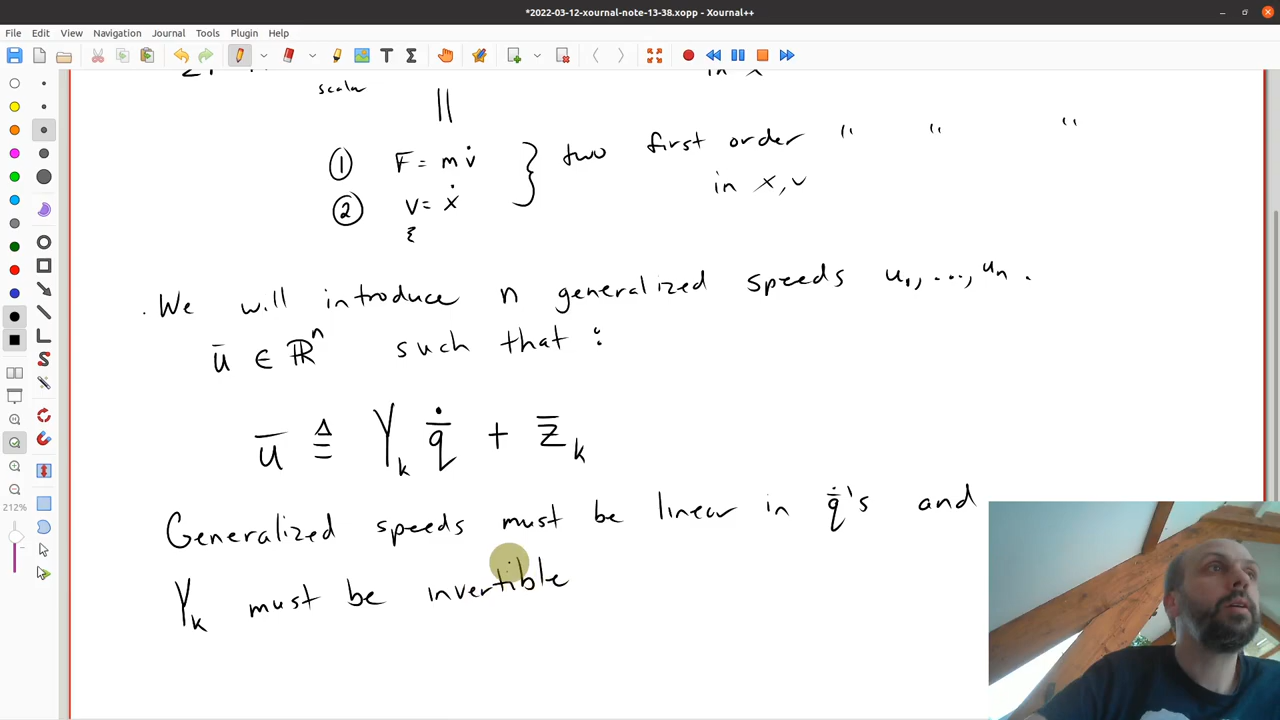 *2022-03-12-xournal-note-13-38.xopp - Xournal++
File Edit View Navigation Journal Tools Plugin Help
scalar
in x
① F = m v̇ } two first order " " "
② v = ẋ in x, v
We will introduce n generalized speeds u₁, ..., uₙ.
ū ∈ ℝⁿ such that :
ū ≜ Yₖ q̄̇ + z̄ₖ
Generalized speeds must be linear in q̄̇'s and
Yₖ must be invertible
212%